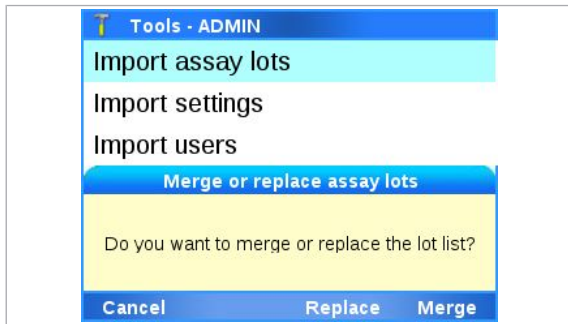 Tools - ADMIN
Import assay lots
Import settings
Import users
Merge or replace assay lots
Do you want to merge or replace the lot list?
Cancel Replace Merge